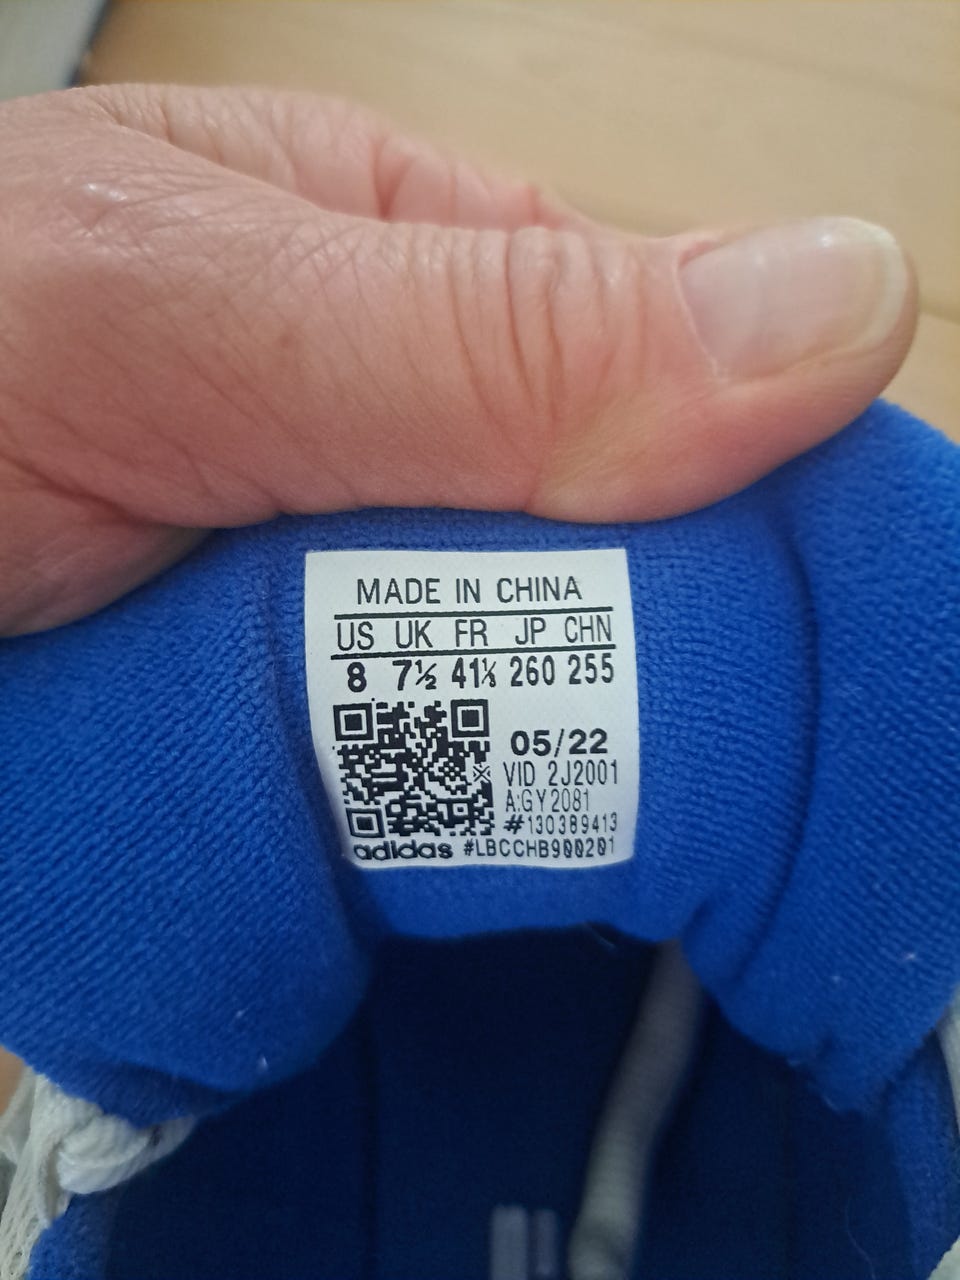 MADE IN CHINA
US UK FR JP CHN
8 7½ 41⅓ 260 255
05/22
VID 2J2001
A:GY2081
#130389413
adidas #LBCCHB900201